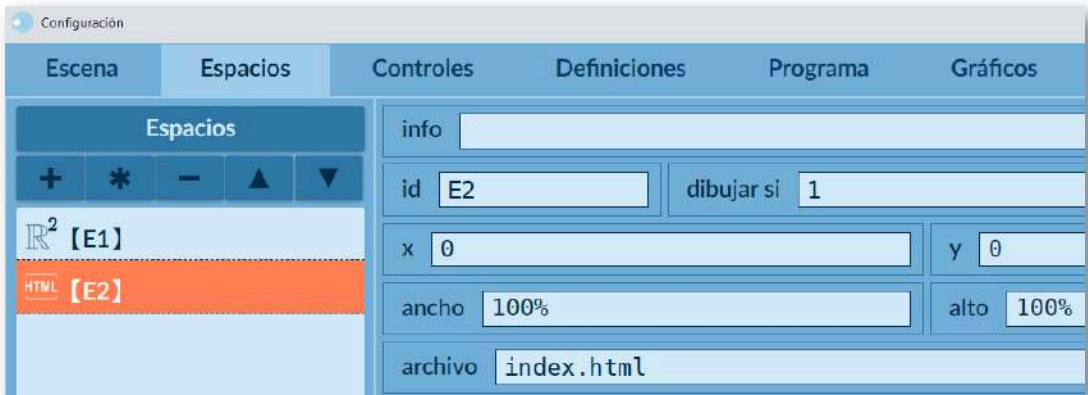 Configuración
Escena Espacios Controles Definiciones Programa Gráficos
Espacios
+ * − ▲ ▼
ℝ² 【E1】
HTML 【E2】
info
id E2 dibujar si 1
x 0 y 0
ancho 100% alto 100%
archivo index.html